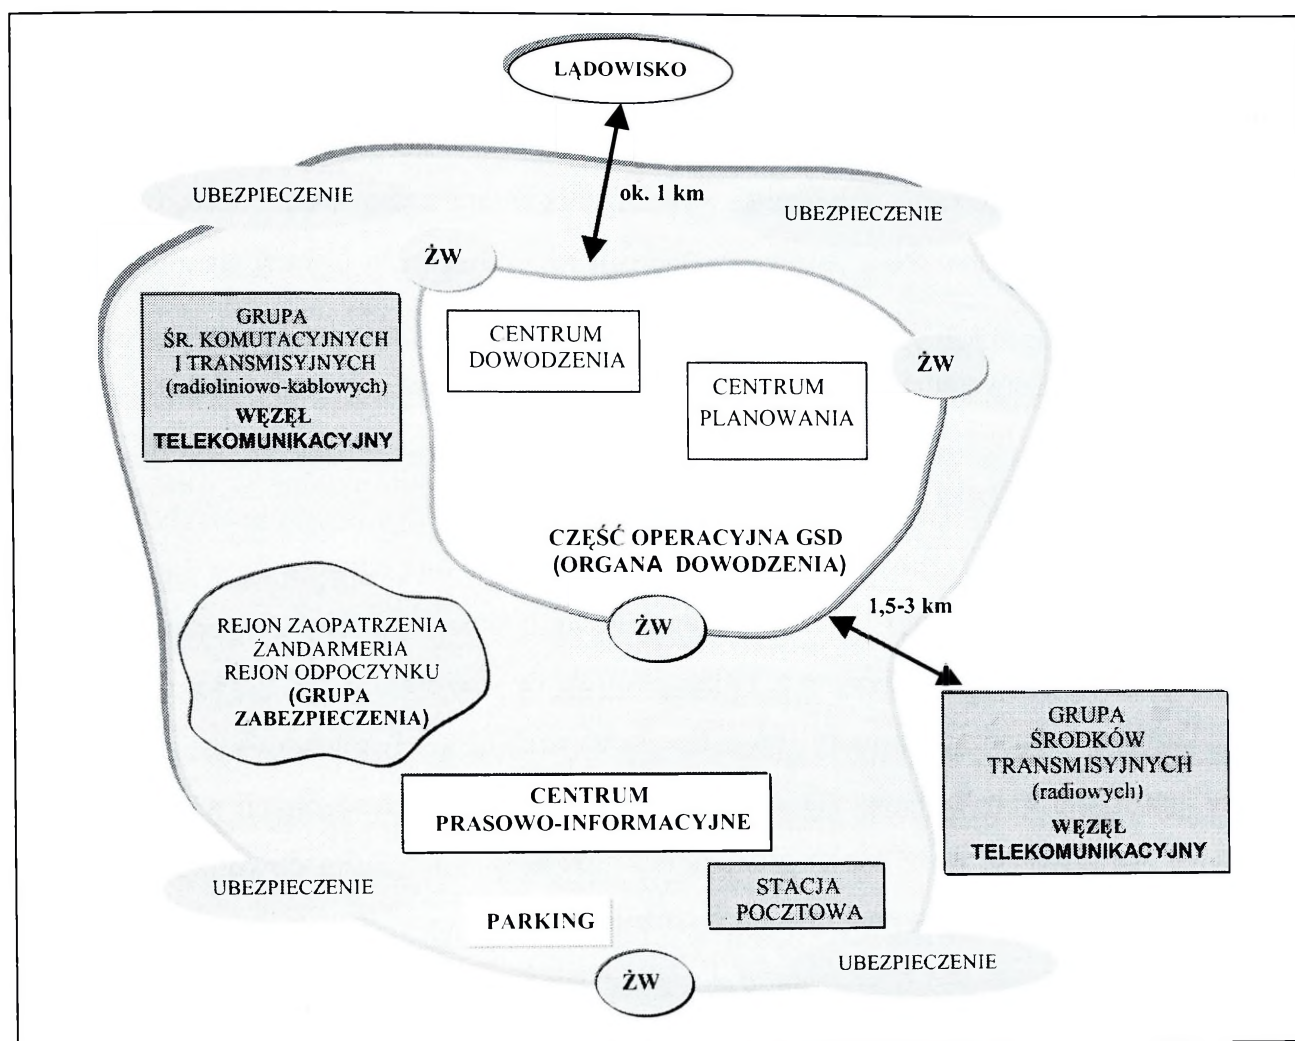 LĄDOWISKO
ok. 1 km
UBEZPIECZENIE
UBEZPIECZENIE
ŻW
GRUPA
ŚR. KOMUTACYJNYCH
I TRANSMISYJNYCH
(radioliniowo-kablowych)
WĘZĘŁ
TELEKOMUNIKACYJNY
CENTRUM
DOWODZENIA
ŻW
CENTRUM
PLANOWANIA
CZĘŚĆ OPERACYJNA GSD
(ORGANA DOWODZENIA)
1,5-3 km
ŻW
REJON ZAOPATRZENIA
ŻANDARMERIA
REJON ODPOCZYNKU
(GRUPA
ZABEZPIECZENIA)
GRUPA
ŚRODKÓW
TRANSMISYJNYCH
(radiowych)
WĘZĘŁ
TELEKOMUNIKACYJNY
CENTRUM
PRASOWO-INFORMACYJNE
UBEZPIECZENIE
STACJA
POCZTOWA
PARKING
UBEZPIECZENIE
ŻW